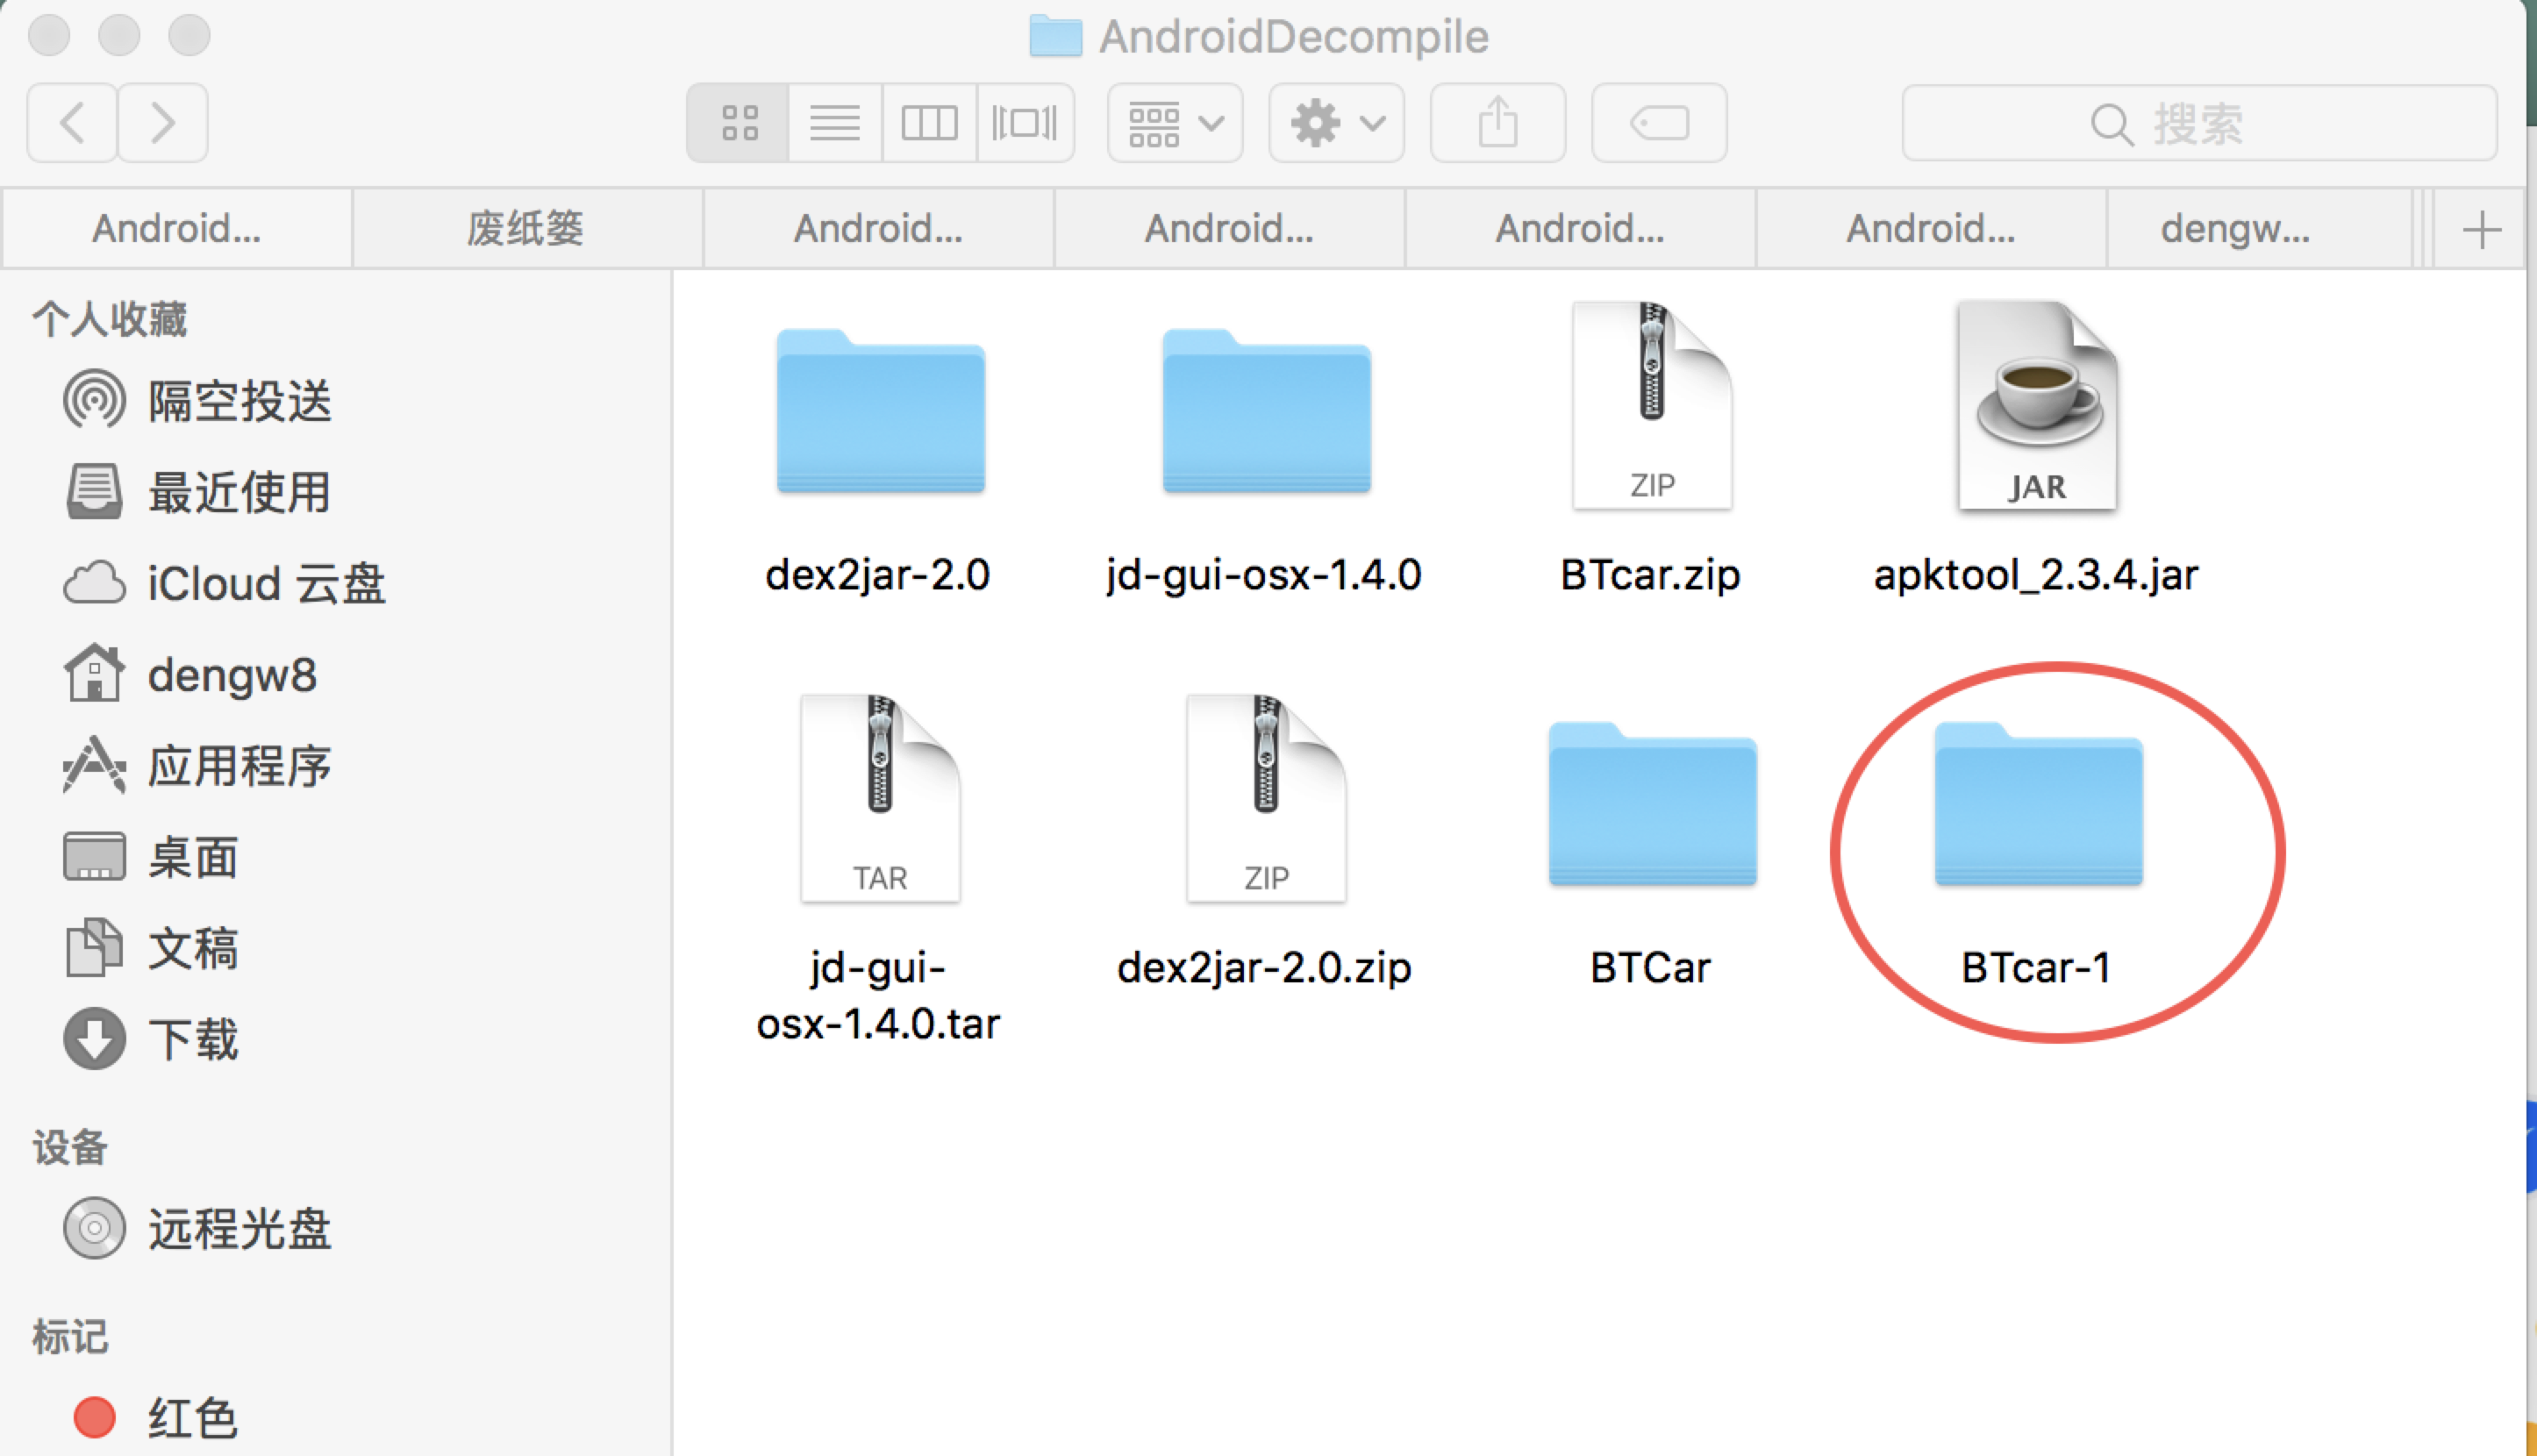 AndroidDecompile
搜索
Android...
废纸篓
Android...
Android...
Android...
Android...
dengw...
个人收藏
隔空投送
最近使用
iCloud 云盘
dengw8
应用程序
桌面
文稿
下载
设备
远程光盘
标记
红色
dex2jar-2.0
jd-gui-osx-1.4.0
ZIP
BTcar.zip
JAR
apktool_2.3.4.jar
TAR
jd-gui-
osx-1.4.0.tar
ZIP
dex2jar-2.0.zip
BTCar
BTcar-1